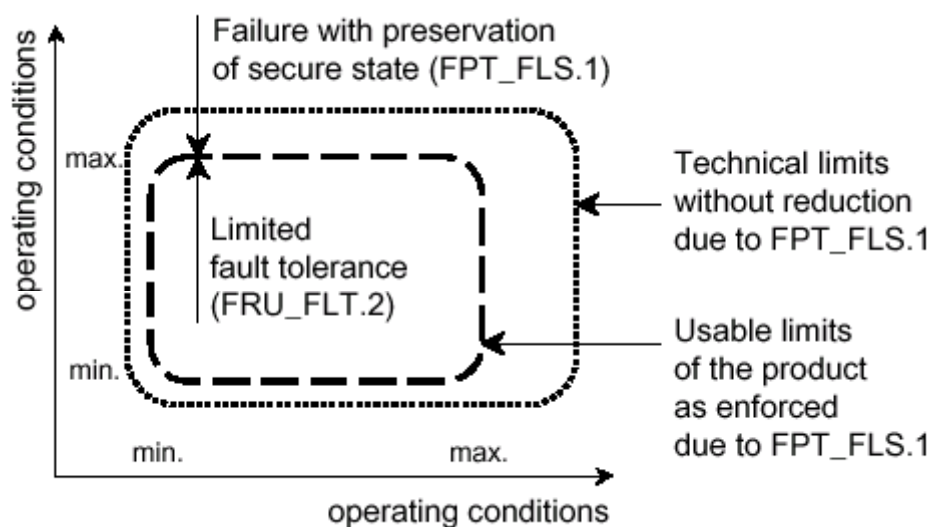 Failure with preservation
of secure state (FPT_FLS.1)
operating conditions
max.
Limited
fault tolerance
(FRU_FLT.2)
min.
Technical limits
without reduction
due to FPT_FLS.1
Usable limits
of the product
as enforced
due to FPT_FLS.1
min.
max.
operating conditions